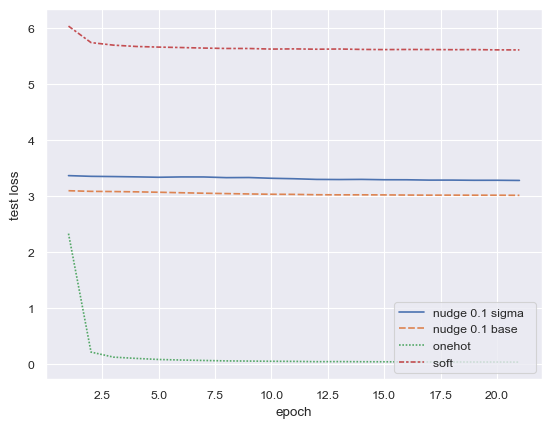 6
5
4
3
2
1
0
test loss
2.5 5.0 7.5 10.0 12.5 15.0 17.5 20.0
epoch
nudge 0.1 sigma
nudge 0.1 base
onehot
soft